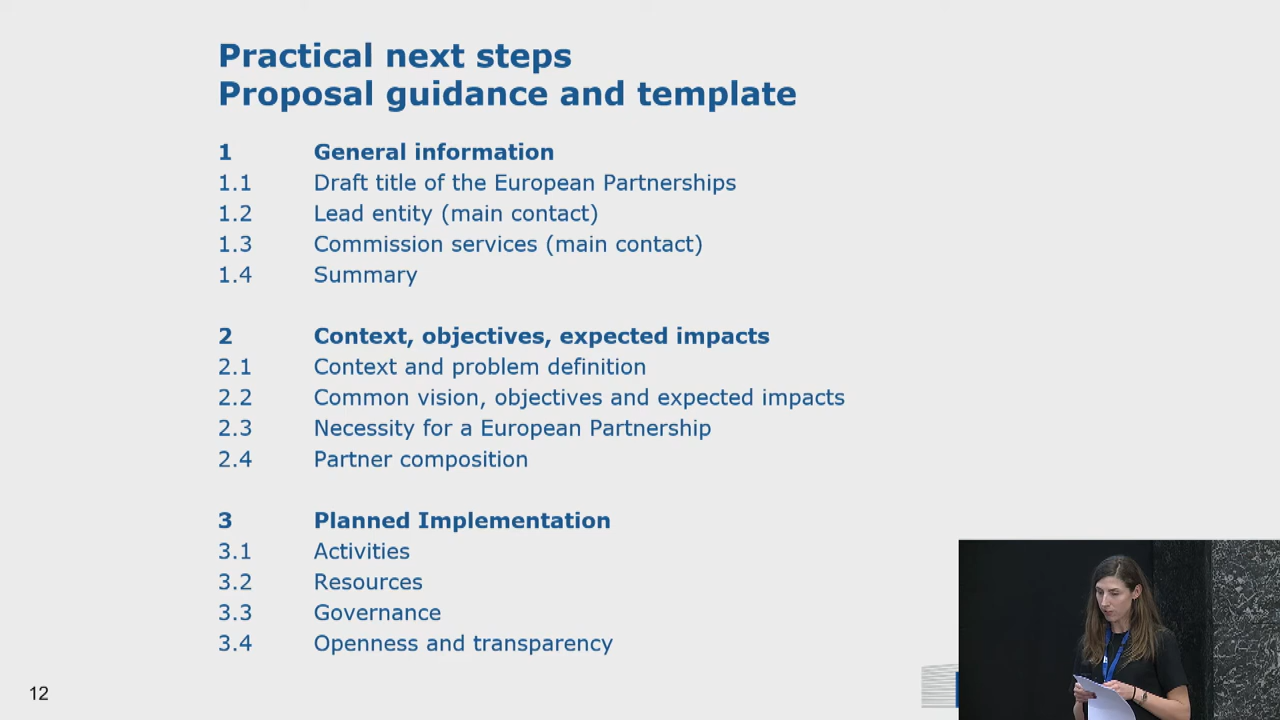 Practical next steps
Proposal guidance and template
1 General information
1.1 Draft title of the European Partnerships
1.2 Lead entity (main contact)
1.3 Commission services (main contact)
1.4 Summary
2 Context, objectives, expected impacts
2.1 Context and problem definition
2.2 Common vision, objectives and expected impacts
2.3 Necessity for a European Partnership
2.4 Partner composition
3 Planned Implementation
3.1 Activities
3.2 Resources
3.3 Governance
3.4 Openness and transparency
12